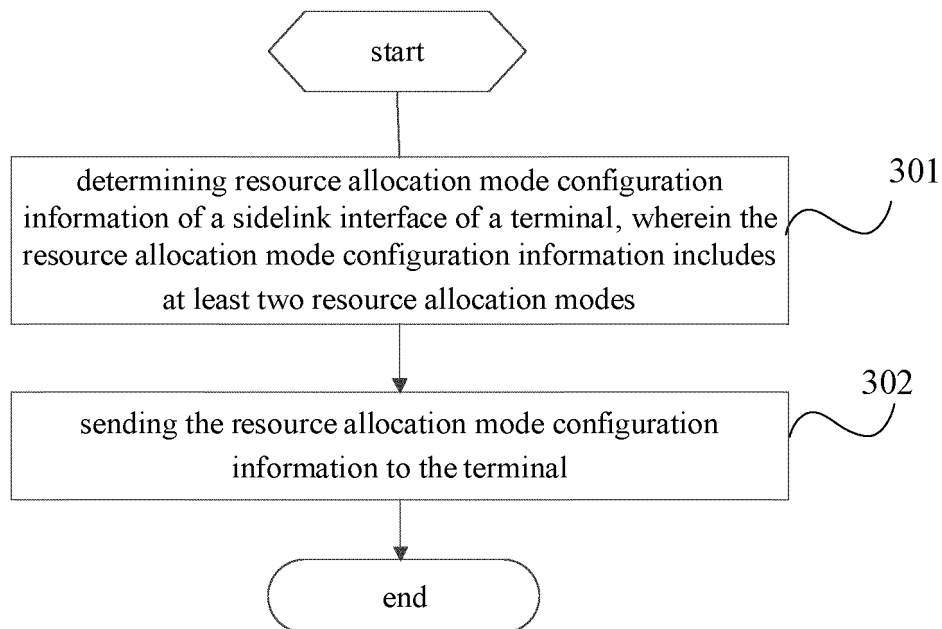 start
determining resource allocation mode configuration
information of a sidelink interface of a terminal, wherein the
resource allocation mode configuration information includes
at least two resource allocation modes
301
sending the resource allocation mode configuration
information to the terminal
302
end